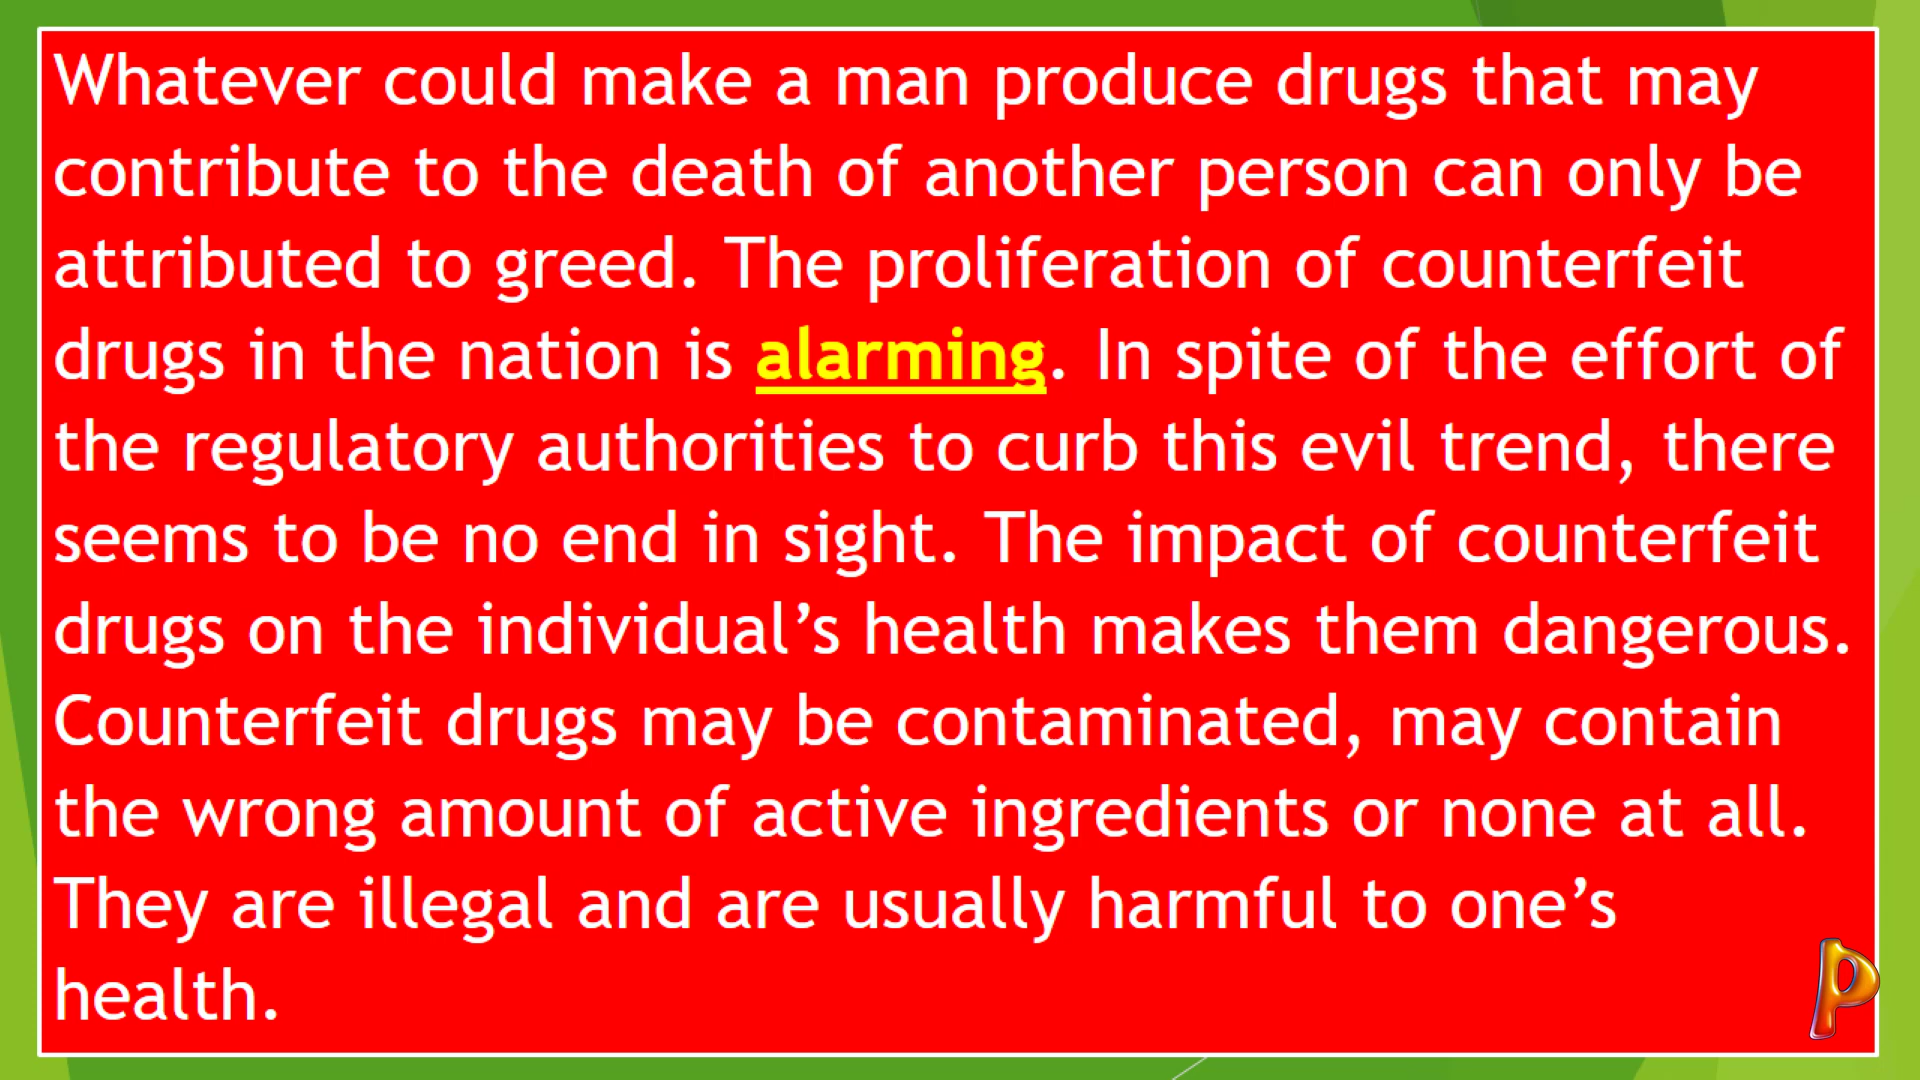 Whatever could make a man produce drugs that may
contribute to the death of another person can only be
attributed to greed. The proliferation of counterfeit
drugs in the nation is alarming. In spite of the effort of
the regulatory authorities to curb this evil trend, there
seems to be no end in sight. The impact of counterfeit
drugs on the individual’s health makes them dangerous.
Counterfeit drugs may be contaminated, may contain
the wrong amount of active ingredients or none at all.
They are illegal and are usually harmful to one’s
health.
P